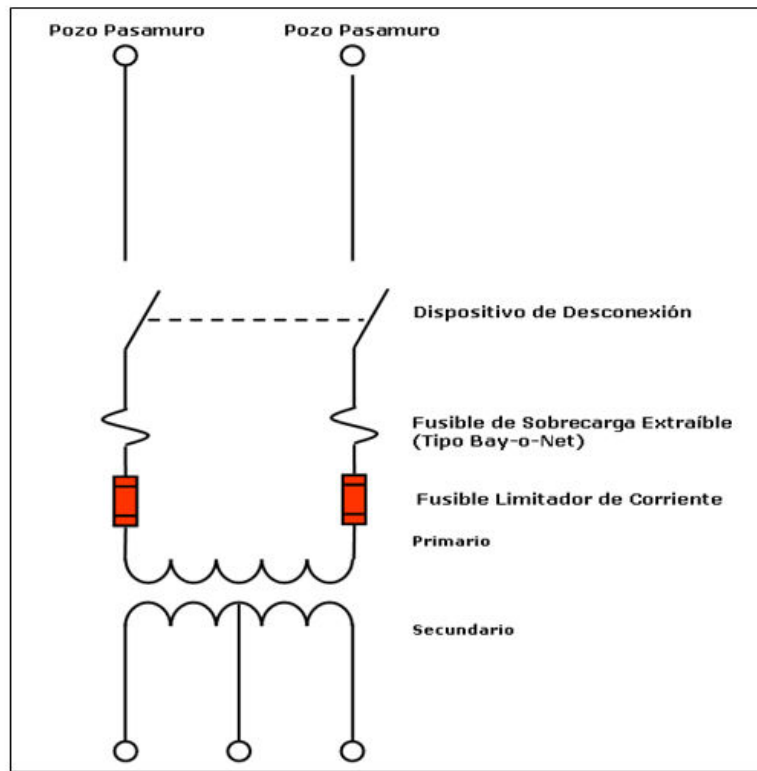 Pozo Pasamuro
Pozo Pasamuro
Dispositivo de Desconexión
Fusible de Sobrecarga Extraíble
(Tipo Bay-o-Net)
Fusible Limitador de Corriente
Primario
Secundario